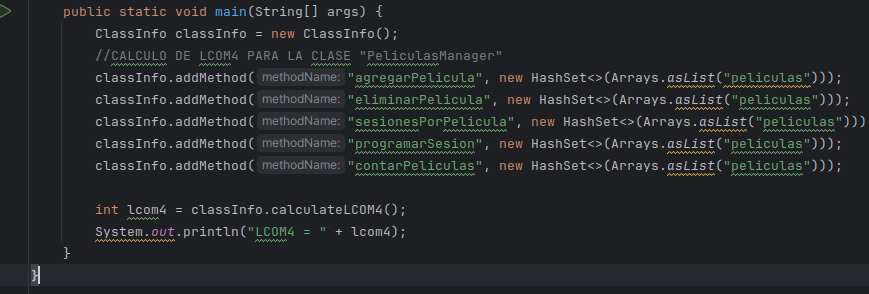 public static void main(String[] args) {
ClassInfo classInfo = new ClassInfo();
//CALCULO DE LCOM4 PARA LA CLASE "PeliculasManager"
classInfo.addMethod( methodName: "agregarPelicula", new HashSet<>(Arrays.asList("peliculas")));
classInfo.addMethod( methodName: "eliminarPelicula", new HashSet<>(Arrays.asList("peliculas")));
classInfo.addMethod( methodName: "sesionesPorPelicula", new HashSet<>(Arrays.asList("peliculas")))
classInfo.addMethod( methodName: "programarSesion", new HashSet<>(Arrays.asList("peliculas")));
classInfo.addMethod( methodName: "contarPeliculas", new HashSet<>(Arrays.asList("peliculas")));
int lcom4 = classInfo.calculateLCOM4();
System.out.println("LCOM4 = " + lcom4);
}
}